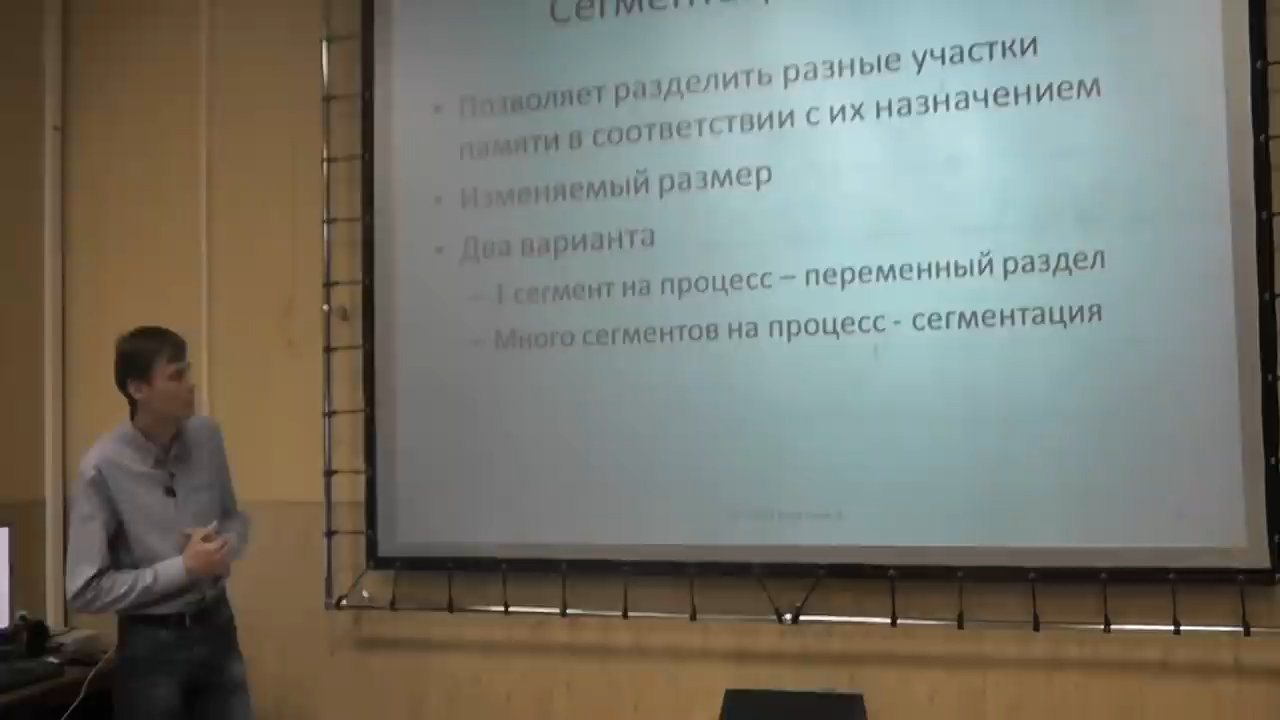 • Позволяет разделить разные участки
памяти в соответствии с их назначением
• Изменяемый размер
• Два варианта
– 1 сегмент на процесс – переменный раздел
– Много сегментов на процесс - сегментация